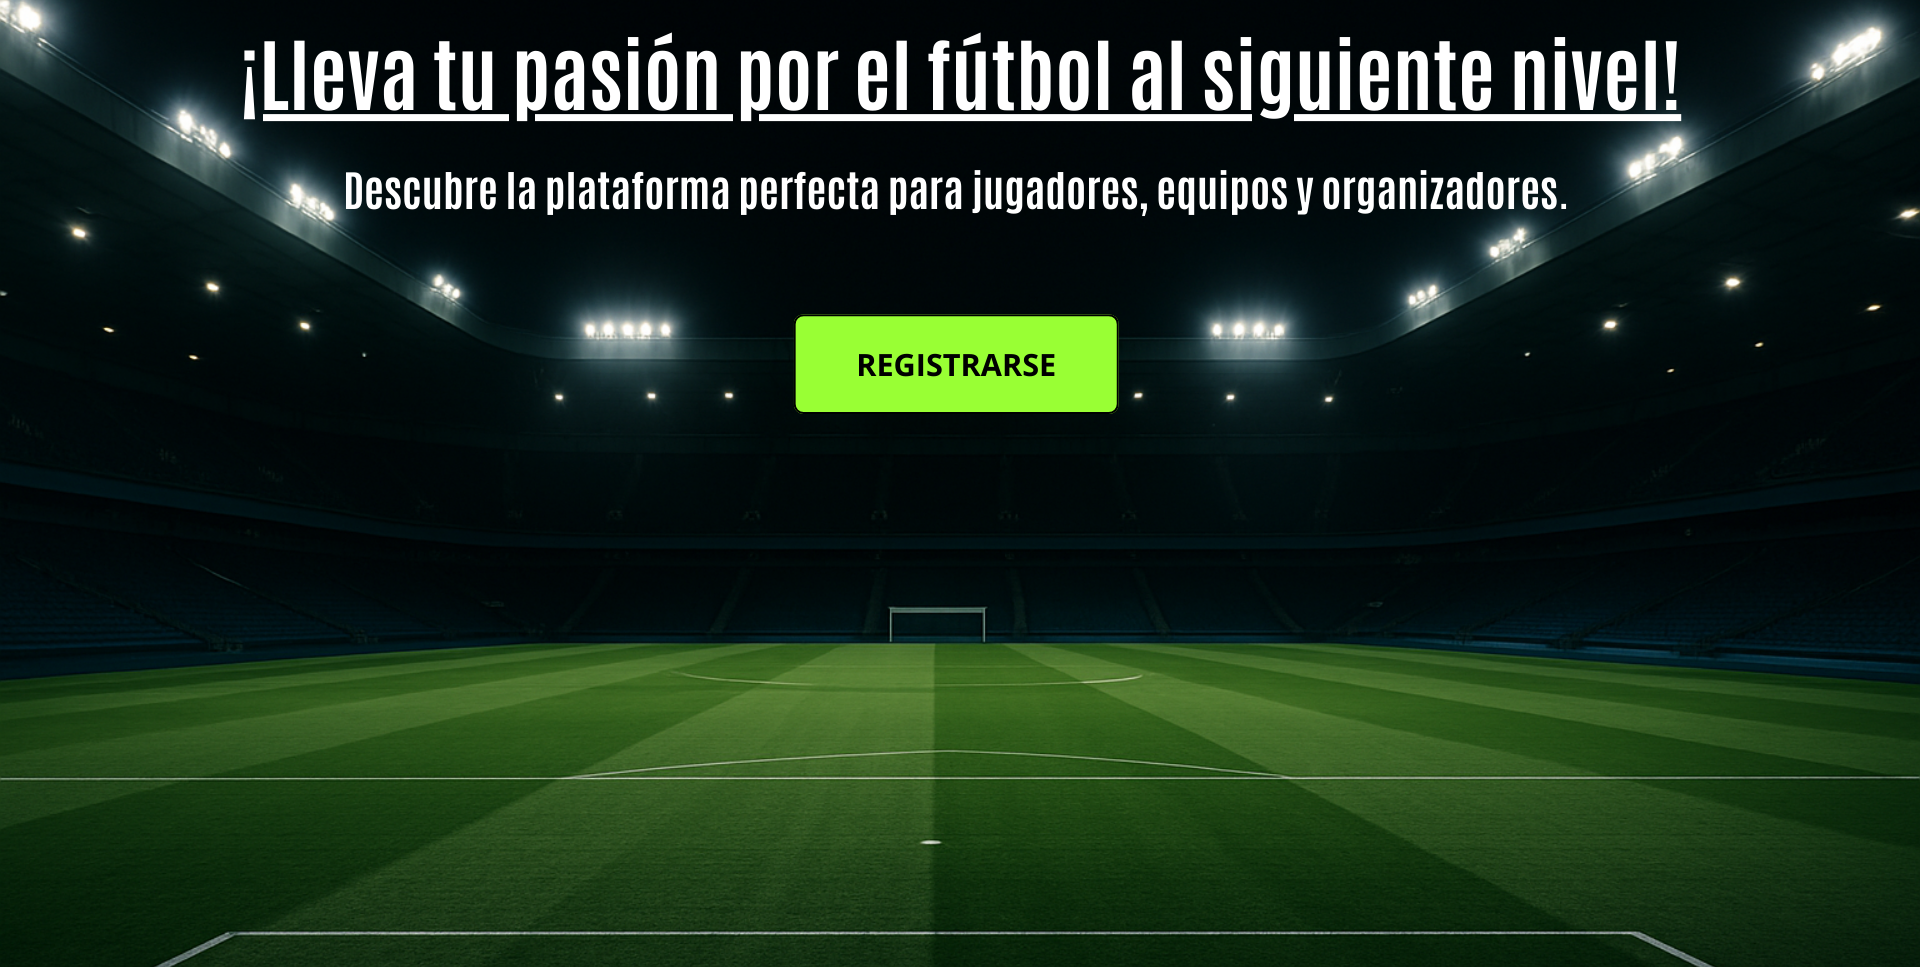 ¡Lleva tu pasión por el fútbol al siguiente nivel!
Descubre la plataforma perfecta para jugadores, equipos y organizadores.
REGISTRARSE